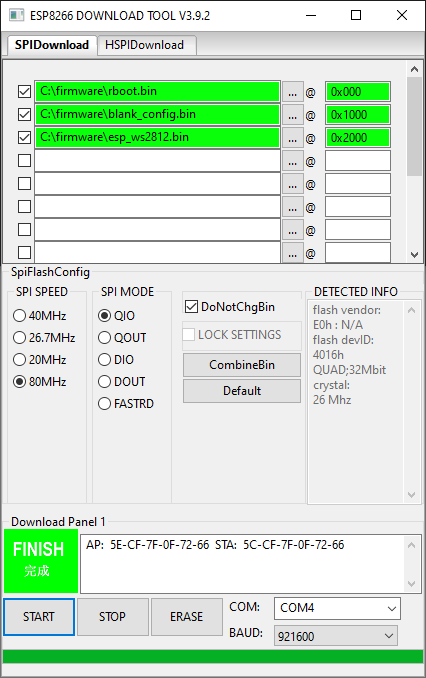 ESP8266 DOWNLOAD TOOL V3.9.2
SPIDownload HSPIDownload
C:\firmware\rboot.bin ... @ 0x000
C:\firmware\blank_config.bin ... @ 0x1000
C:\firmware\esp_ws2812.bin ... @ 0x2000
... @
... @
... @
... @
... @
SpiFlashConfig
SPI SPEED
40MHz
26.7MHz
20MHz
80MHz
SPI MODE
QIO
QOUT
DIO
DOUT
FASTRD
DoNotChgBin
LOCK SETTINGS
CombineBin
Default
DETECTED INFO
flash vendor:
E0h : N/A
flash devID:
4016h
QUAD;32Mbit
crystal:
26 Mhz
Download Panel 1
FINISH
完成
AP: 5E-CF-7F-0F-72-66 STA: 5C-CF-7F-0F-72-66
START STOP ERASE
COM: COM4
BAUD: 921600